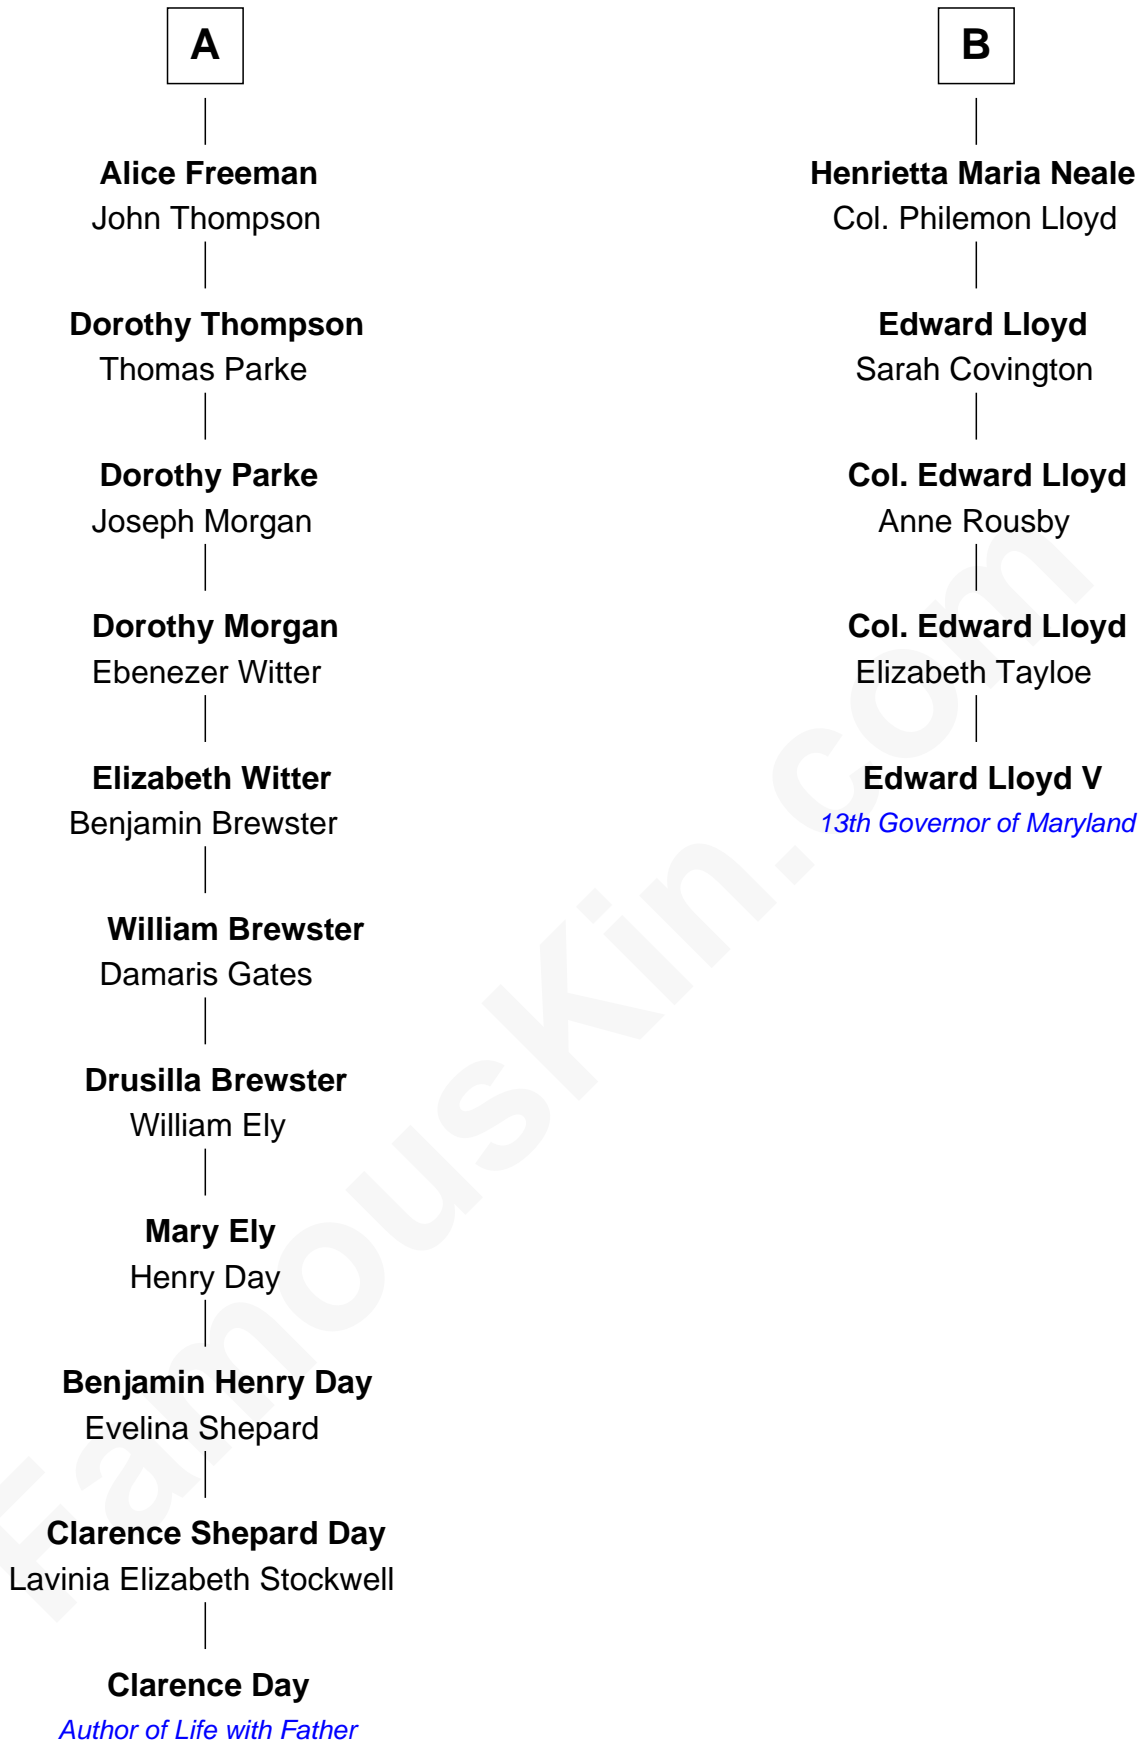 A
Alice Freeman
John Thompson
Dorothy Thompson
Thomas Parke
Dorothy Parke
Joseph Morgan
Dorothy Morgan
Ebenezer Witter
Elizabeth Witter
Benjamin Brewster
William Brewster
Damaris Gates
Drusilla Brewster
William Ely
Mary Ely
Henry Day
Benjamin Henry Day
Evelina Shepard
Clarence Shepard Day
Lavinia Elizabeth Stockwell
Clarence Day
Author of Life with Father
B
Henrietta Maria Neale
Col. Philemon Lloyd
Edward Lloyd
Sarah Covington
Col. Edward Lloyd
Anne Rousby
Col. Edward Lloyd
Elizabeth Tayloe
Edward Lloyd V
13th Governor of Maryland
FamousKin.com